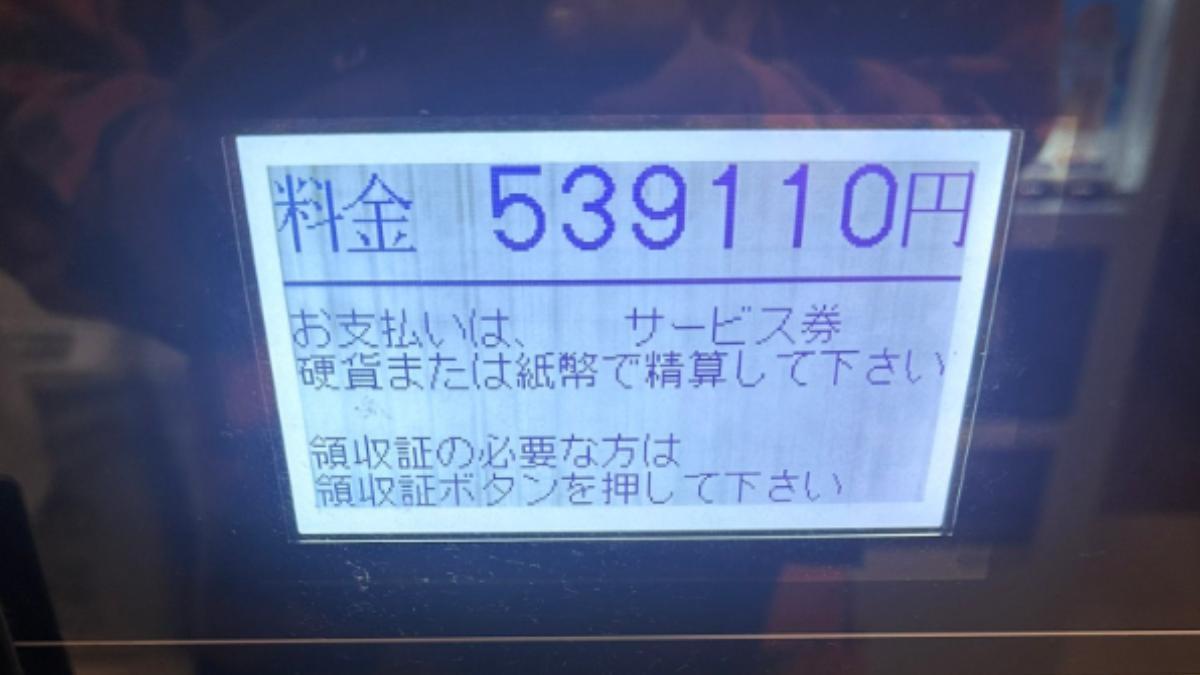 料金 539110円
お支払いは、 サービス券
硬貨または紙幣で精算して下さい
領収証の必要な方は
領収証ボタンを押して下さい